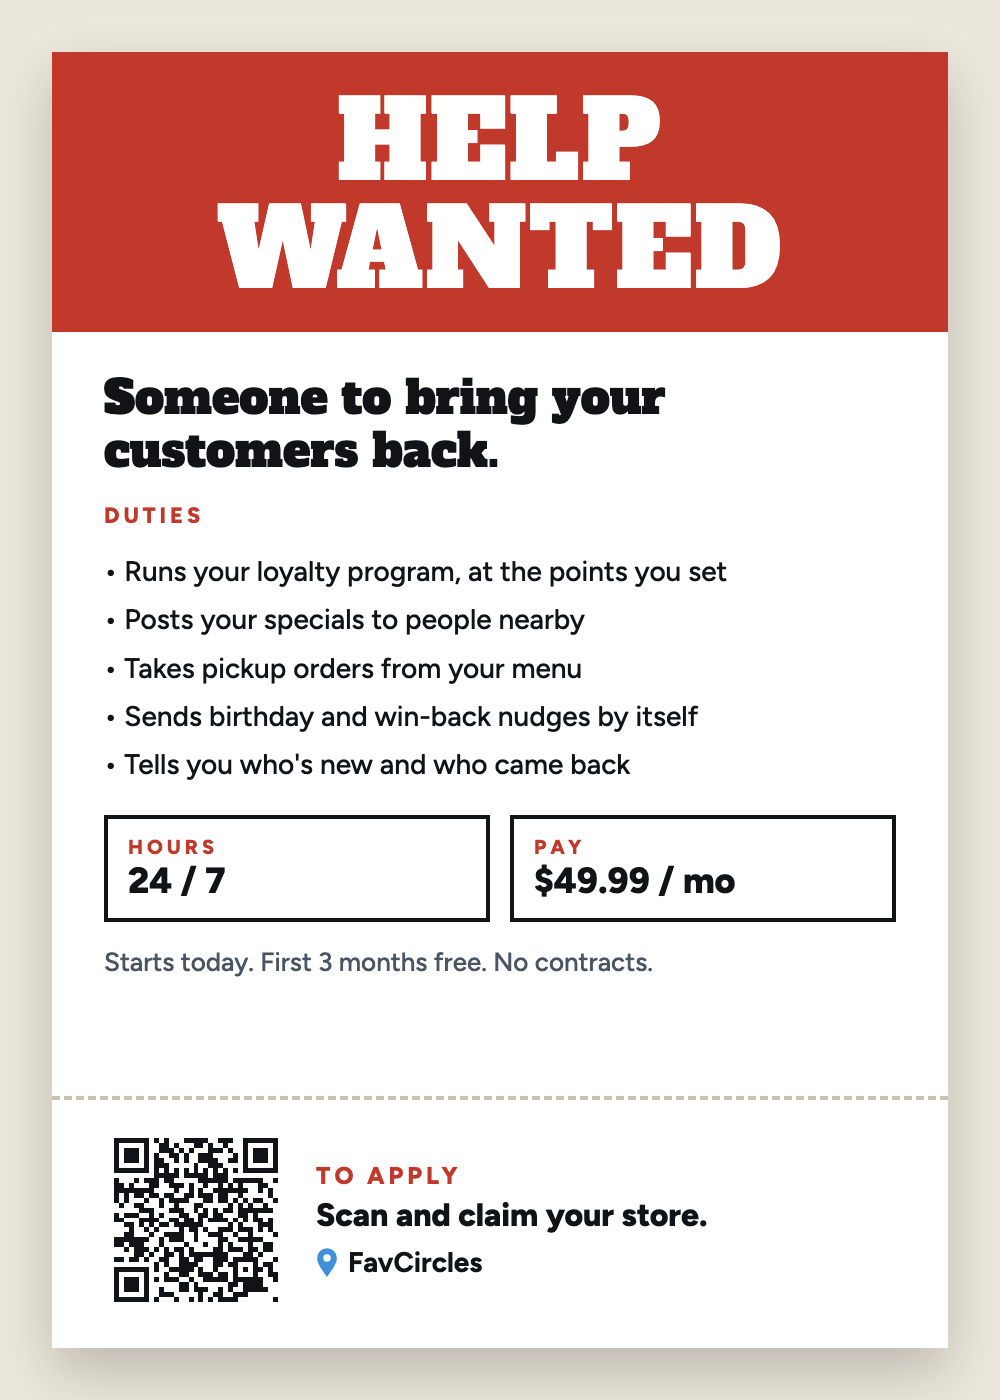 HELP
WANTED
Someone to bring your
customers back.
DUTIES
• Runs your loyalty program, at the points you set
• Posts your specials to people nearby
• Takes pickup orders from your menu
• Sends birthday and win-back nudges by itself
• Tells you who's new and who came back
HOURS
24 / 7
PAY
$49.99 / mo
Starts today. First 3 months free. No contracts.
TO APPLY
Scan and claim your store.
FavCircles